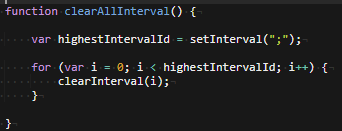 function clearAllInterval() {
var highestIntervalId = setInterval(";");
for (var i = 0; i < highestIntervalId; i++) {
clearInterval(i);
}
}